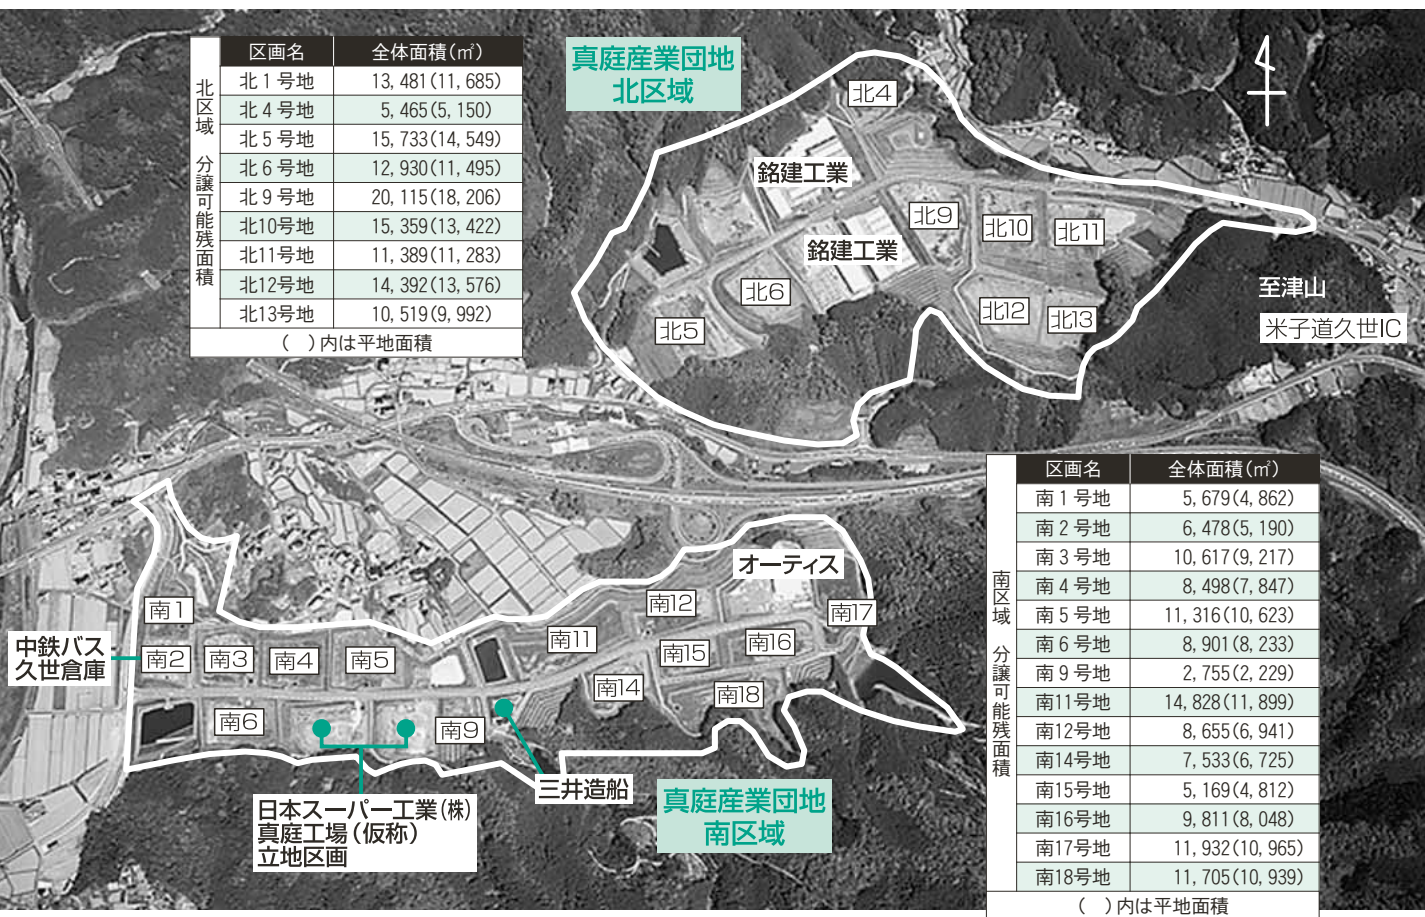 区画名 全体面積(㎡)
北区域 分譲可能残面積
北1号地 13,481(11,685)
北4号地 5,465(5,150)
北5号地 15,733(14,549)
北6号地 12,930(11,495)
北9号地 20,115(18,206)
北10号地 15,359(13,422)
北11号地 11,389(11,283)
北12号地 14,392(13,576)
北13号地 10,519(9,992)
( )内は平地面積
真庭産業団地
北区域
北4
銘建工業
北9
北10
北11
銘建工業
北6
北5
北12
北13
至津山
米子道久世IC
区画名 全体面積(㎡)
南区域 分譲可能残面積
南1号地 5,679(4,862)
南2号地 6,478(5,190)
南3号地 10,617(9,217)
南4号地 8,498(7,847)
南5号地 11,316(10,623)
南6号地 8,901(8,233)
南9号地 2,755(2,229)
南11号地 14,828(11,899)
南12号地 8,655(6,941)
南14号地 7,533(6,725)
南15号地 5,169(4,812)
南16号地 9,811(8,048)
南17号地 11,932(10,965)
南18号地 11,705(10,939)
( )内は平地面積
オーティス
南1
南12
南17
南11
南16
中鉄バス
久世倉庫
南2
南3
南4
南5
南15
南14
南18
南6
南9
三井造船
日本スーパー工業(株)
真庭工場(仮称)
立地区画
真庭産業団地
南区域